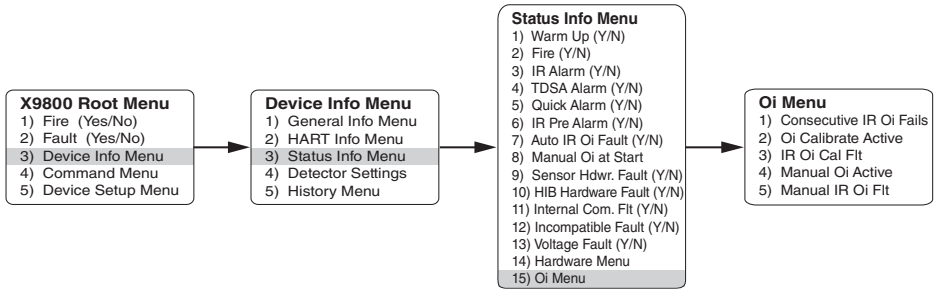 X9800 Root Menu
1) Fire (Yes/No)
2) Fault (Yes/No)
3) Device Info Menu
4) Command Menu
5) Device Setup Menu
Device Info Menu
1) General Info Menu
2) HART Info Menu
3) Status Info Menu
4) Detector Settings
5) History Menu
Status Info Menu
1) Warm Up (Y/N)
2) Fire (Y/N)
3) IR Alarm (Y/N)
4) TDSA Alarm (Y/N)
5) Quick Alarm (Y/N)
6) IR Pre Alarm (Y/N)
7) Auto IR Oi Fault (Y/N)
8) Manual Oi at Start
9) Sensor Hdwr. Fault (Y/N)
10) HIB Hardware Fault (Y/N)
11) Internal Com. Flt (Y/N)
12) Incompatible Fault (Y/N)
13) Voltage Fault (Y/N)
14) Hardware Menu
15) Oi Menu
Oi Menu
1) Consecutive IR Oi Fails
2) Oi Calibrate Active
3) IR Oi Cal Flt
4) Manual Oi Active
5) Manual IR Oi Flt